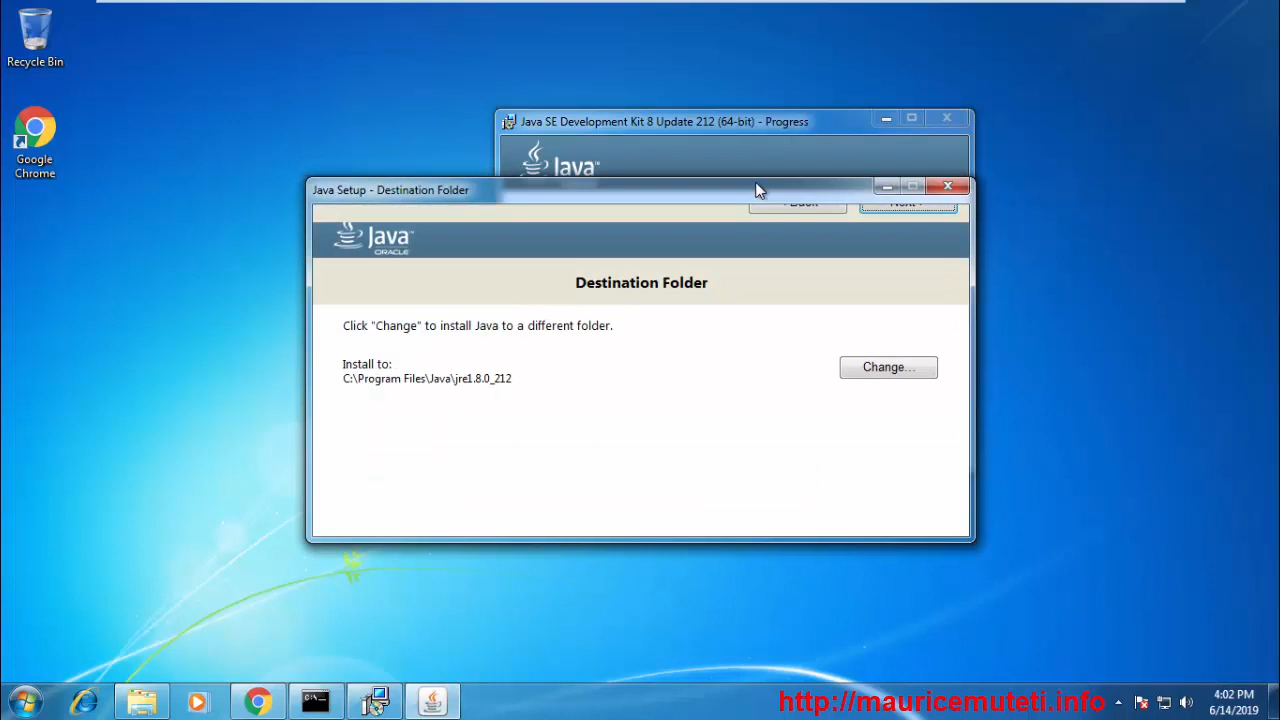 Recycle Bin
Google
Chrome
Java SE Development Kit 8 Update 212 (64-bit) - Progress
Java™
Java Setup - Destination Folder
Java™
ORACLE
Destination Folder
Click "Change" to install Java to a different folder.
Install to:
C:\Program Files\Java\jre1.8.0_212
Change...
C:\.
http://mauricemuteti.info
4:02 PM
6/14/2019